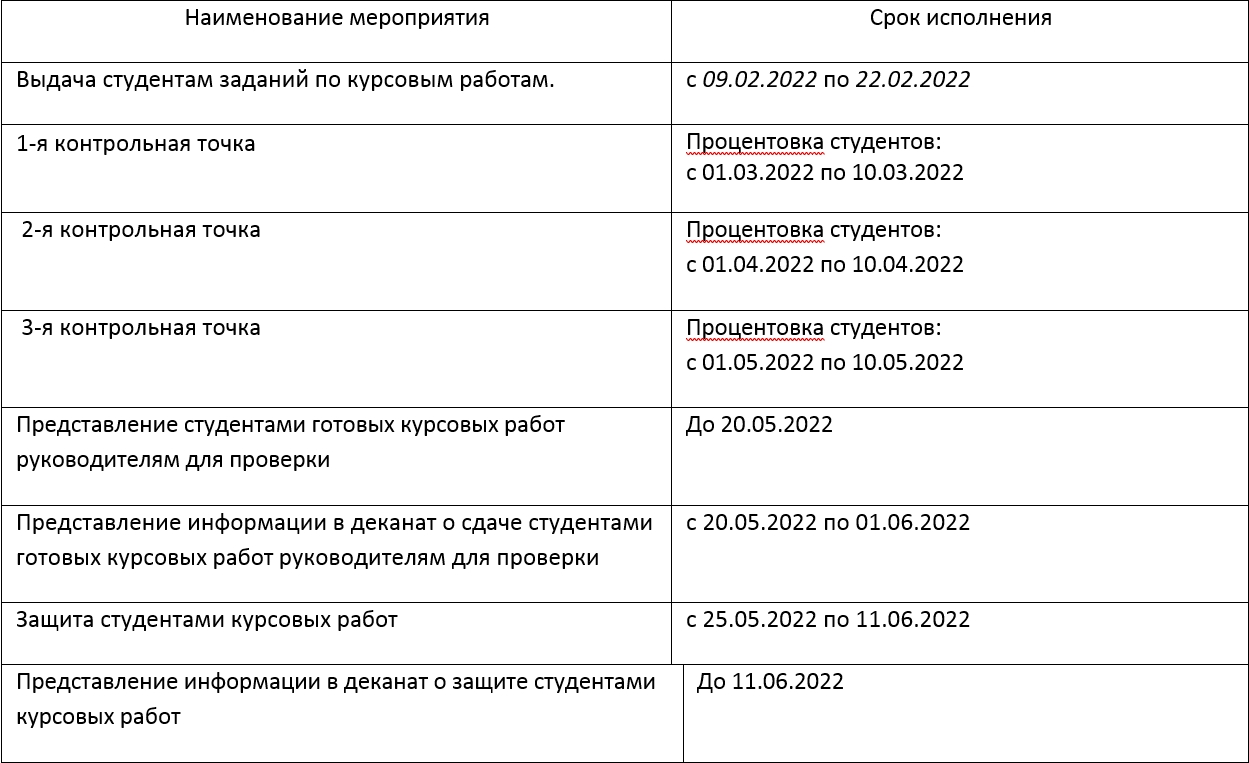 Наименование мероприятия
Срок исполнения
Выдача студентам заданий по курсовым работам.
с 09.02.2022 по 22.02.2022
1-я контрольная точка
Процентовка студентов:
с 01.03.2022 по 10.03.2022
2-я контрольная точка
Процентовка студентов:
с 01.04.2022 по 10.04.2022
3-я контрольная точка
Процентовка студентов:
с 01.05.2022 по 10.05.2022
Представление студентами готовых курсовых работ
руководителям для проверки
До 20.05.2022
Представление информации в деканат о сдаче студентами
готовых курсовых работ руководителям для проверки
с 20.05.2022 по 01.06.2022
Защита студентами курсовых работ
с 25.05.2022 по 11.06.2022
Представление информации в деканат о защите студентами
курсовых работ
До 11.06.2022